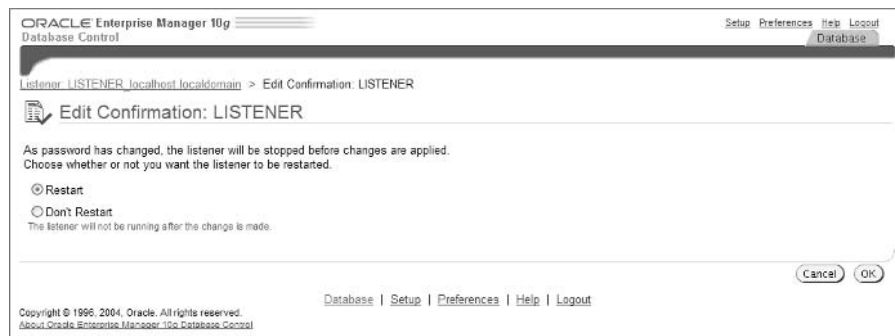 ORACLE Enterprise Manager 10g
Database Control
Setup Preferences Help Logout
Database
Listener: LISTENER_localhost.localdomain > Edit Confirmation: LISTENER
Edit Confirmation: LISTENER
As password has changed, the listener will be stopped before changes are applied.
Choose whether or not you want the listener to be restarted.
Restart
Don't Restart
The listener will not be running after the change is made.
Cancel OK
Database | Setup | Preferences | Help | Logout
Copyright © 1996, 2004, Oracle. All rights reserved.
About Oracle Enterprise Manager 10g Database Control